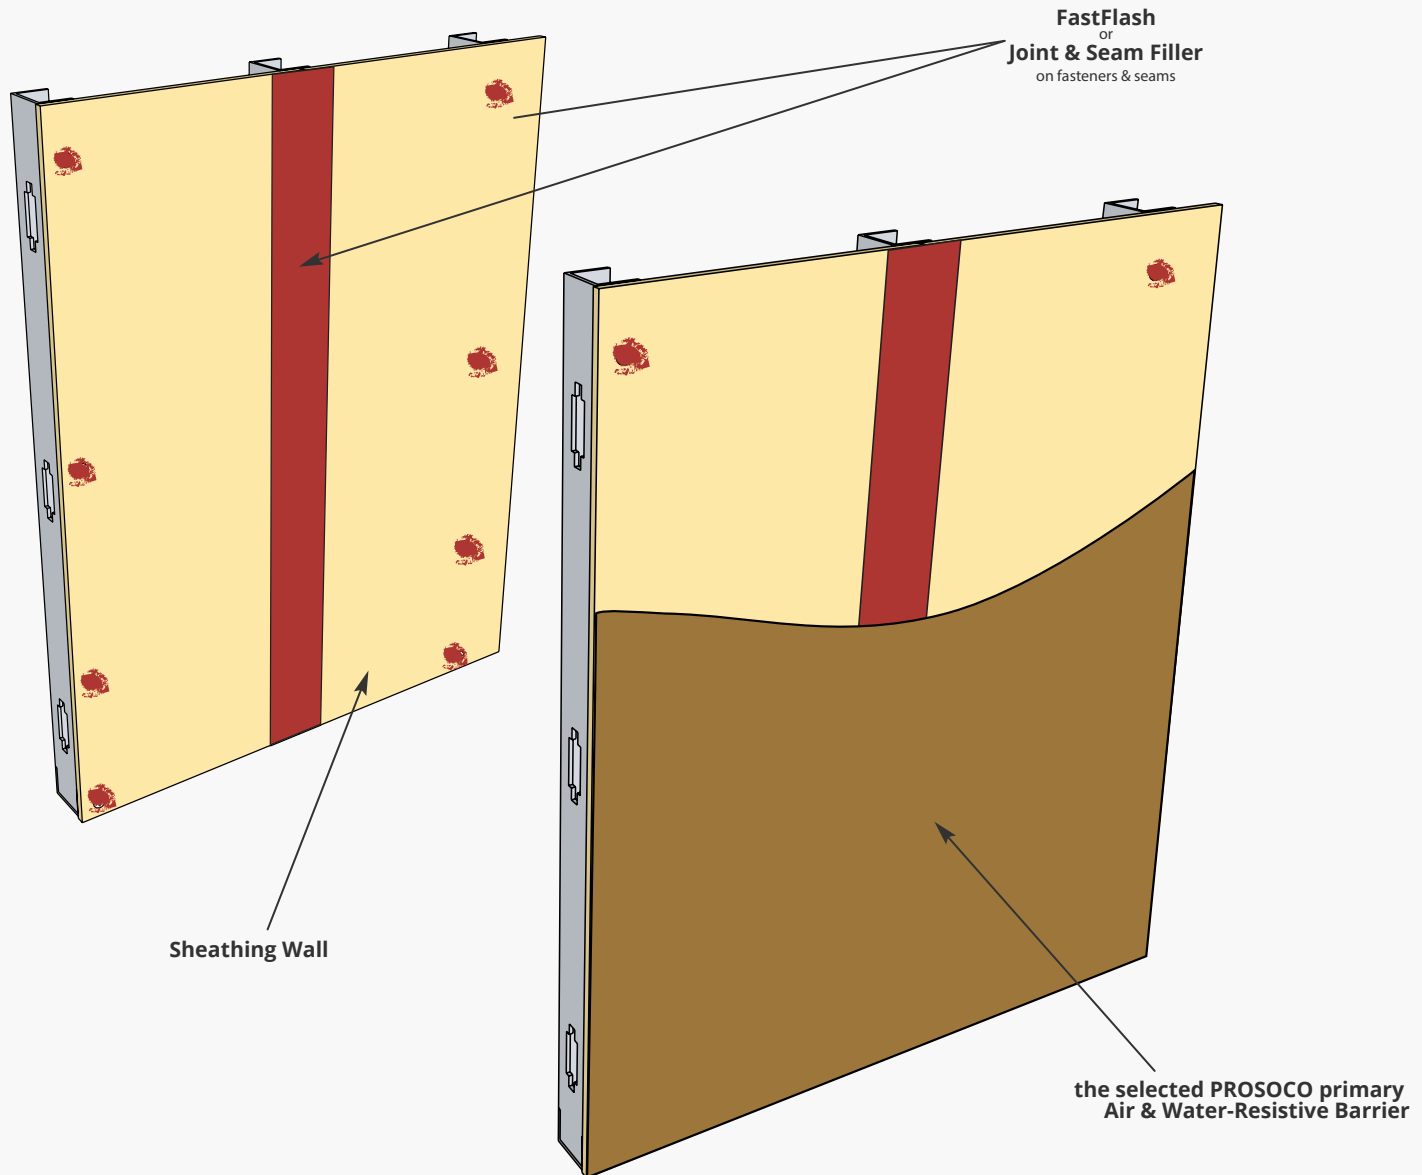 FastFlash
or
Joint & Seam Filler
on fasteners & seams
Sheathing Wall
the selected PROSOCO primary
Air & Water-Resistive Barrier